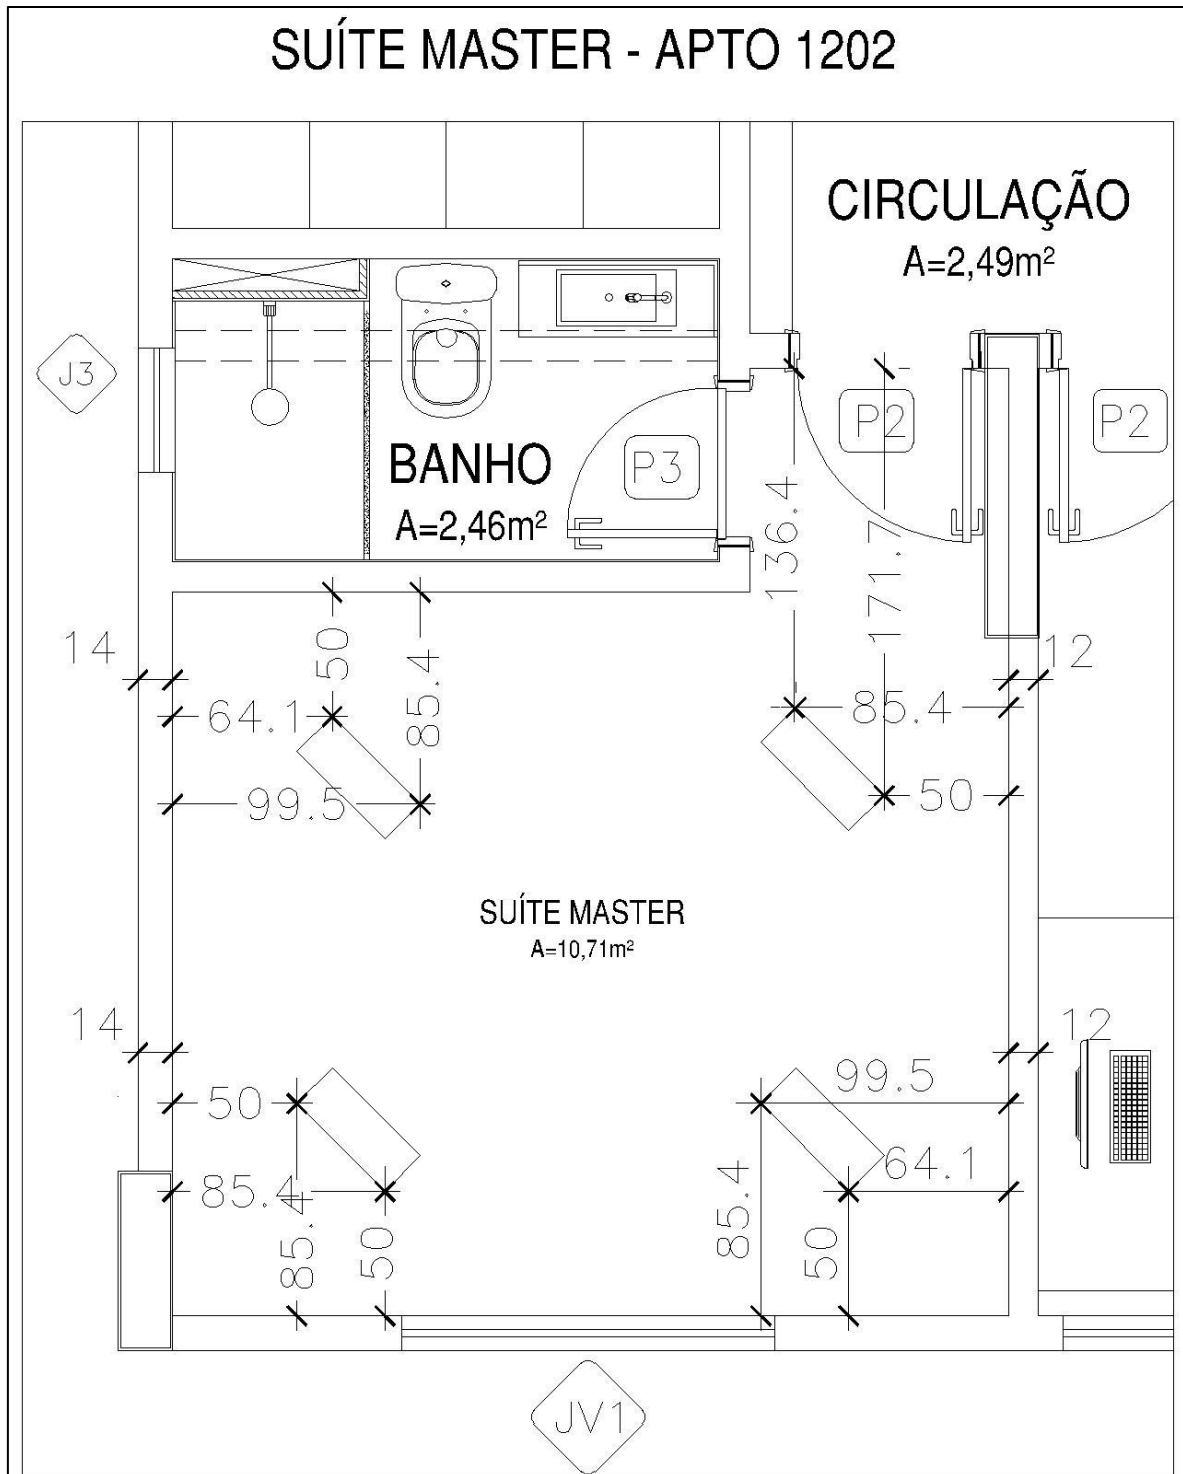 SUÍTE MASTER - APTO 1202
CIRCULAÇÃO
A=2,49m²
J3
P2
P2
BANHO
A=2,46m²
P3
136.4
171.7
14
50
85.4
12
64.1
85.4
99.5
50
SUÍTE MASTER
A=10,71m²
14
12
99.5
50
64.1
85.4
85.4
50
85.4
50
JV1